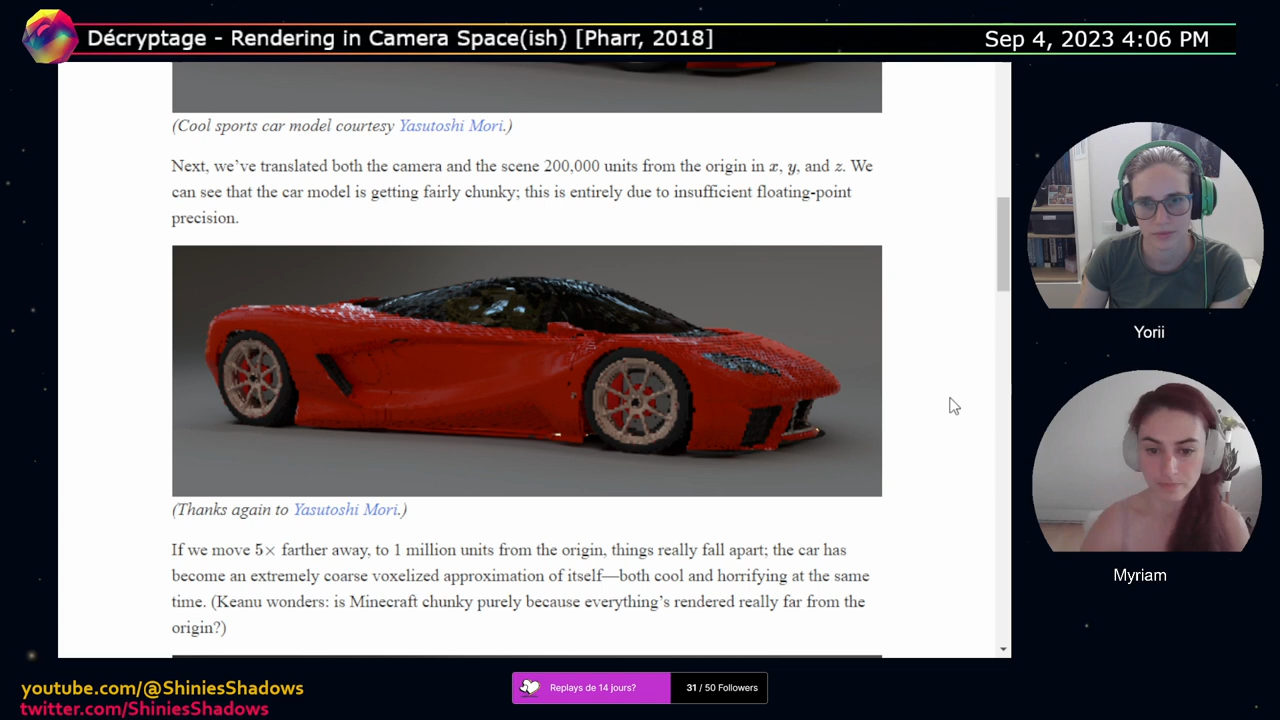 Décryptage - Rendering in Camera Space(ish) [Pharr, 2018]
Sep 4, 2023 4:06 PM
(Cool sports car model courtesy Yasutoshi Mori.)
Next, we’ve translated both the camera and the scene 200,000 units from the origin in x, y, and z. We
can see that the car model is getting fairly chunky; this is entirely due to insufficient floating-point
precision.
(Thanks again to Yasutoshi Mori.)
If we move 5× farther away, to 1 million units from the origin, things really fall apart; the car has
become an extremely coarse voxelized approximation of itself—both cool and horrifying at the same
time. (Keanu wonders: is Minecraft chunky purely because everything’s rendered really far from the
origin?)
Yorii
Myriam
youtube.com/@ShiniesShadows
twitter.com/ShiniesShadows
Replays de 14 jours?
31 / 50 Followers